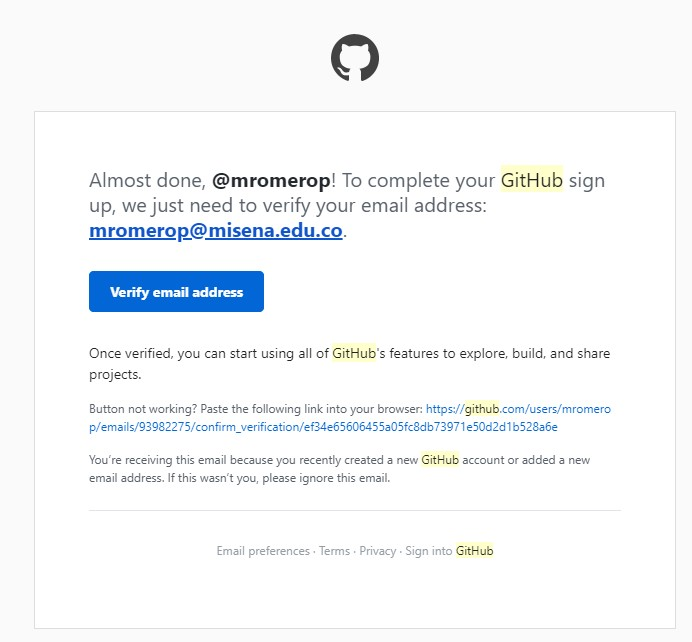 Almost done, @mromerop! To complete your GitHub sign
up, we just need to verify your email address:
mromerop@misena.edu.co.
Verify email address
Once verified, you can start using all of GitHub's features to explore, build, and share
projects.
Button not working? Paste the following link into your browser: https://github.com/users/mromero
p/emails/93982275/confirm_verification/ef34e65606455a05fc8db73971e50d2d1b528a6e
You're receiving this email because you recently created a new GitHub account or added a new
email address. If this wasn't you, please ignore this email.
Email preferences · Terms · Privacy · Sign into GitHub